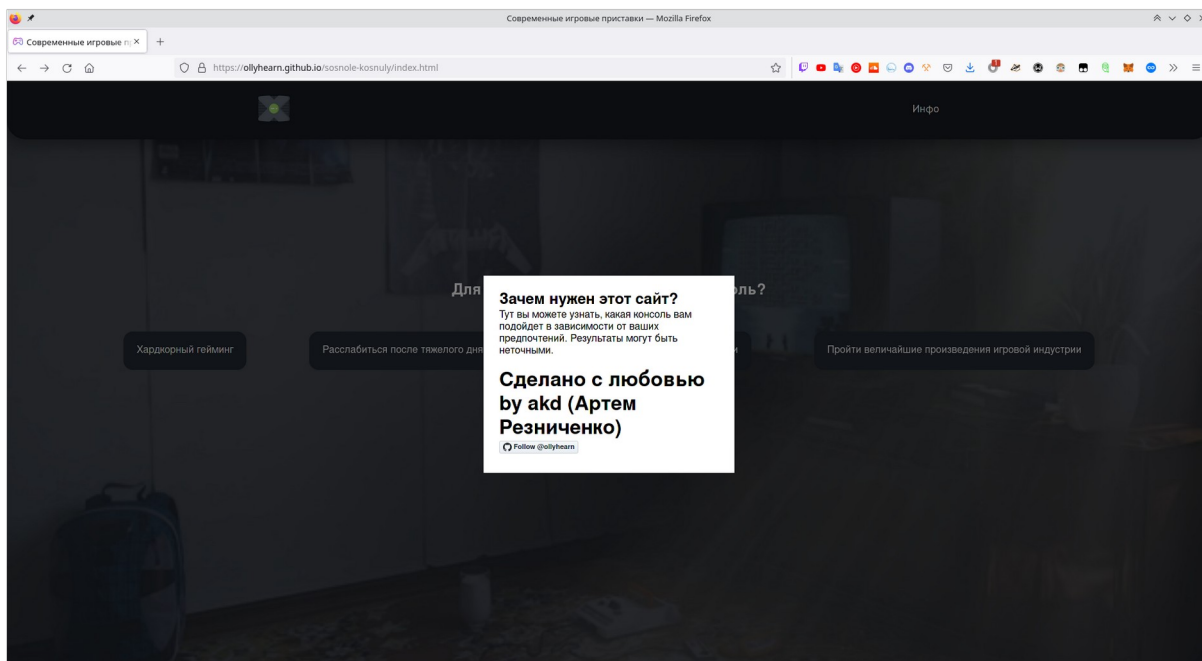 Современные игровые приставки — Mozilla Firefox
Современные игровые п
https://ollyhearn.github.io/sosnole-kosnuly/index.html
Инфо
Для
оль?
Зачем нужен этот сайт?
Тут вы можете узнать, какая консоль вам
подойдет в зависимости от ваших
предпочтений. Результаты могут быть
неточными.
Хардкорный гейминг
Расслабиться после тяжелого дня
и
Пройти величайшие произведения игровой индустрии
Сделано с любовью
by akd (Артем
Резниченко)
Follow @ollyhearn